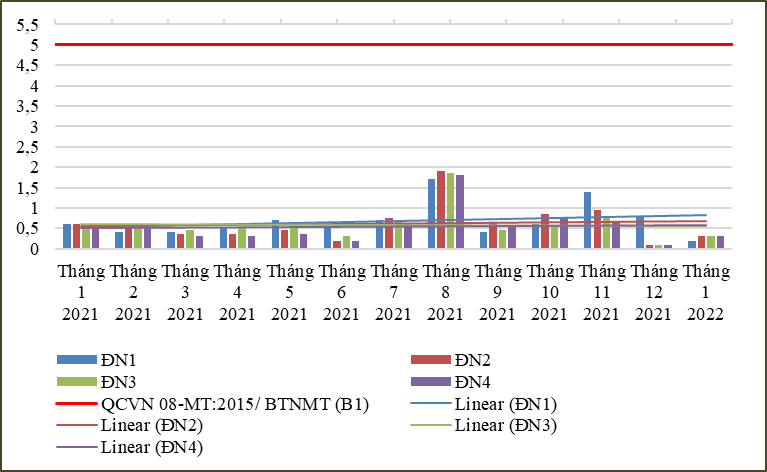 5,5
5
4,5
4
3,5
3
2,5
2
1,5
1
0,5
0
Tháng Tháng Tháng Tháng Tháng Tháng Tháng Tháng Tháng Tháng Tháng Tháng Tháng
1 2 3 4 5 6 7 8 9 10 11 12 1
2021 2021 2021 2021 2021 2021 2021 2021 2021 2021 2021 2021 2022
ĐN1 ĐN2
ĐN3 ĐN4
QCVN 08-MT:2015/ BTNMT (B1) Linear (ĐN1)
Linear (ĐN2) Linear (ĐN3)
Linear (ĐN4)